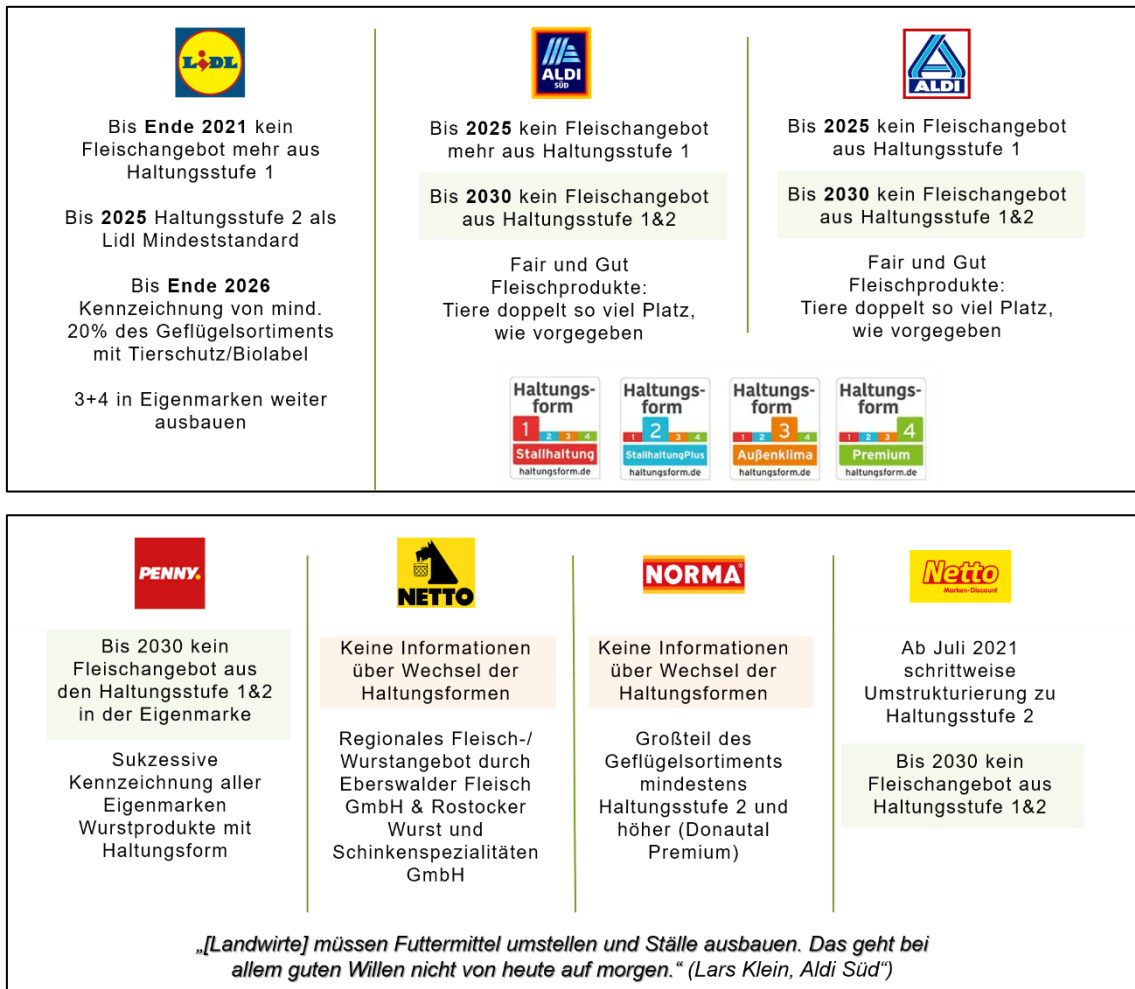 LIDL
Bis Ende 2021 kein
Fleischangebot mehr aus
Haltungsstufe 1
Bis 2025 Haltungsstufe 2 als
Lidl Mindeststandard
Bis Ende 2026
Kennzeichnung von mind.
20% des Geflügelsortiments
mit Tierschutz/Biolabel
3+4 in Eigenmarken weiter
ausbauen
ALDI
SÜD
Bis 2025 kein Fleischangebot
mehr aus Haltungsstufe 1
Bis 2030 kein Fleischangebot
aus Haltungsstufe 1&2
Fair und Gut
Fleischprodukte:
Tiere doppelt so viel Platz,
wie vorgegeben
ALDI
Bis 2025 kein Fleischangebot
aus Haltungsstufe 1
Bis 2030 kein Fleischangebot
aus Haltungsstufe 1&2
Fair und Gut
Fleischprodukte:
Tiere doppelt so viel Platz,
wie vorgegeben
Haltungs-
form
1 2 3 4
Stallhaltung
haltungsform.de
Haltungs-
form
1 2 3 4
StallhaltungPlus
haltungsform.de
Haltungs-
form
1 2 3 4
Außenklima
haltungsform.de
Haltungs-
form
1 2 3 4
Premium
haltungsform.de
PENNY.
Bis 2030 kein
Fleischangebot aus
den Haltungsstufe 1&2
in der Eigenmarke
Sukzessive
Kennzeichnung aller
Eigenmarken
Wurstprodukte mit
Haltungsform
NETTO
Keine Informationen
über Wechsel der
Haltungsformen
Regionales Fleisch-/
Wurstangebot durch
Eberswalder Fleisch
GmbH & Rostocker
Wurst und
Schinkenspezialitäten
GmbH
NORMA®
Keine Informationen
über Wechsel der
Haltungsformen
Großteil des
Geflügelsortiments
mindestens
Haltungsstufe 2 und
höher (Donautal
Premium)
Netto
Marken-Discount
Ab Juli 2021
schrittweise
Umstrukturierung zu
Haltungsstufe 2
Bis 2030 kein
Fleischangebot aus
Haltungsstufe 1&2
„[Landwirte] müssen Futtermittel umstellen und Ställe ausbauen. Das geht bei
allem guten Willen nicht von heute auf morgen.“ (Lars Klein, Aldi Süd“)